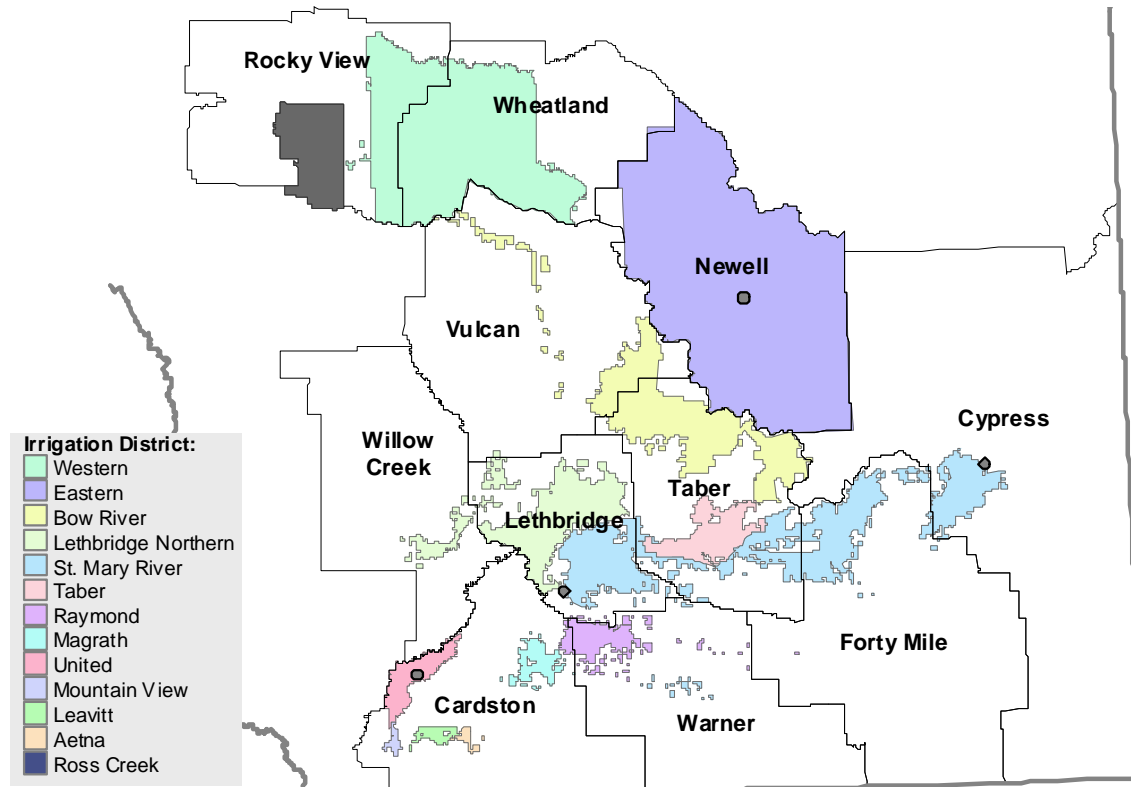 Rocky View
Wheatland
Newell
Vulcan
Cypress
Willow
Creek
Taber
Lethbridge
Forty Mile
Cardston
Warner
Irrigation District:
Western
Eastern
Bow River
Lethbridge Northern
St. Mary River
Taber
Raymond
Magrath
United
Mountain View
Leavitt
Aetna
Ross Creek